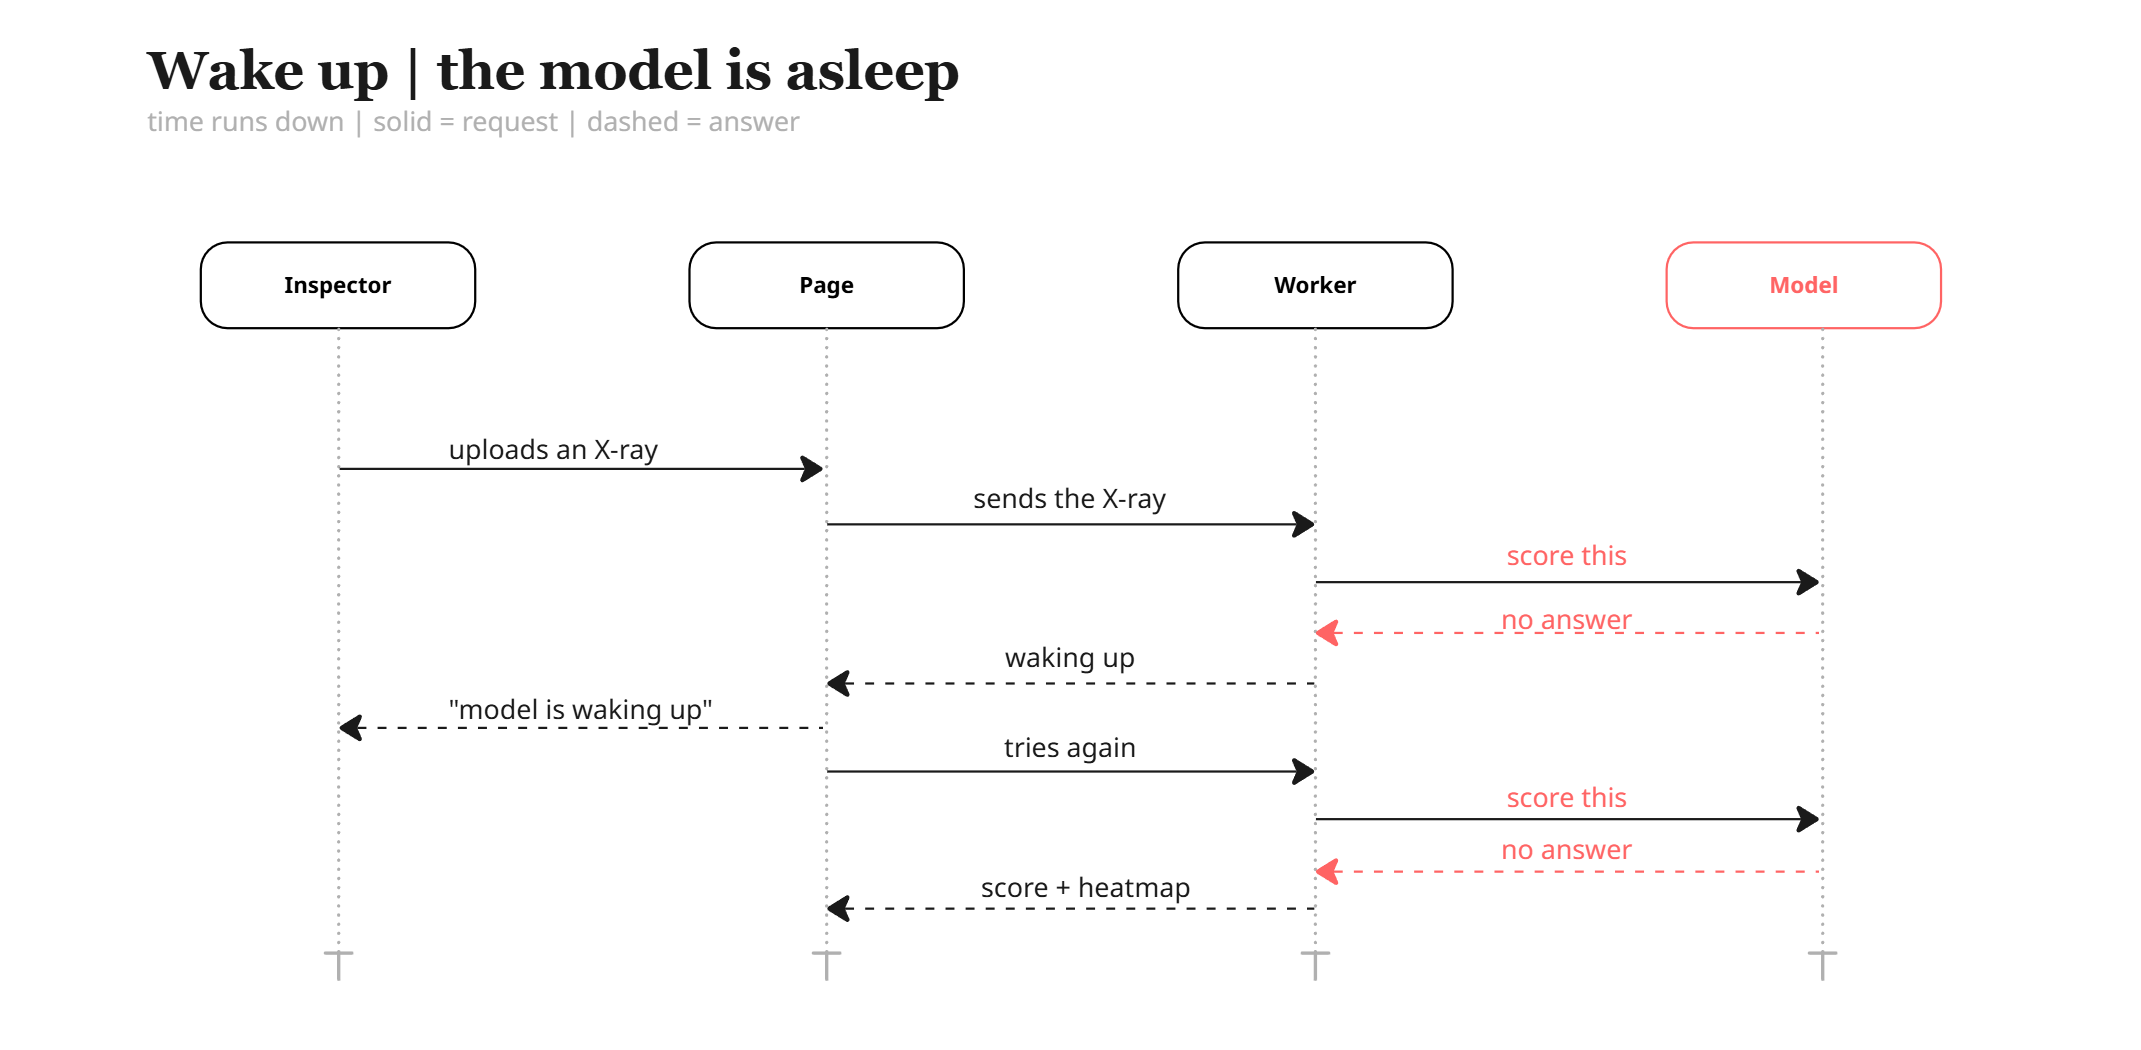 Wake up | the model is asleep
time runs down | solid = request | dashed = answer
Inspector
Page
Worker
Model
uploads an X-ray
sends the X-ray
score this
no answer
waking up
"model is waking up"
tries again
score this
no answer
score + heatmap